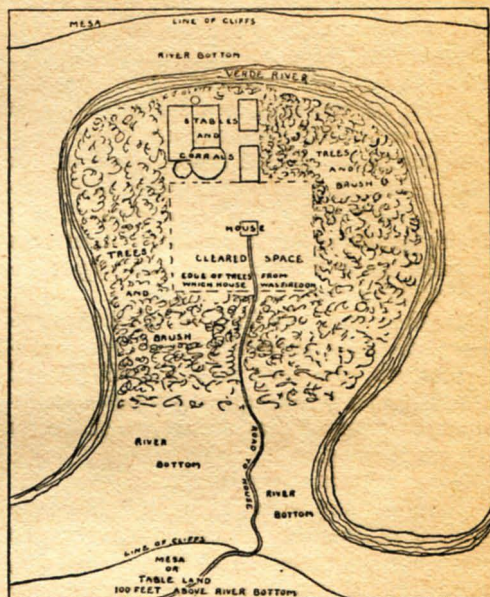 MESA
LINE OF CLIFFS
RIVER BOTTOM
VERDE RIVER
STABLES
AND
CORRALS
TREES
AND
BRUSH
HOUSE
CLEARED SPACE
EDGE OF TREES FROM
WHICH HOUSE WAS FIRED ON
TREES
AND
BRUSH
RIVER
BOTTOM
ROAD TO HOUSE
RIVER
BOTTOM
LINE OF CLIFFS
MESA
OR
TABLE LAND
100 FEET ABOVE RIVER BOTTOM